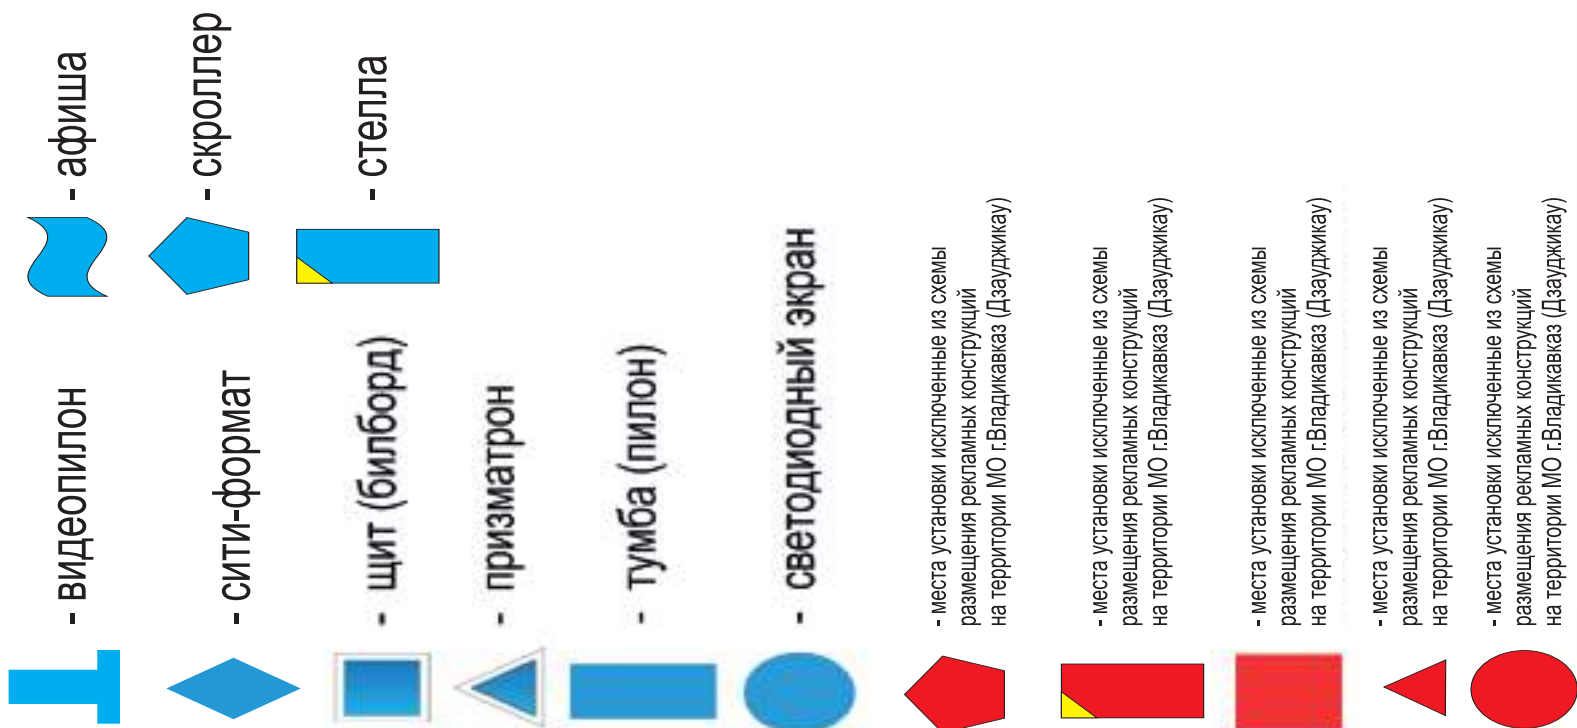 - видеопилон
- сити-формат
- щит (билборд)
- призматрон
- тумба (пилон)
- светодиодный экран
- места установки исключенные из схемы
размещения рекламных конструкций
на территории МО г.Владикавказ (Дзауджикау)
- места установки исключенные из схемы
размещения рекламных конструкций
на территории МО г.Владикавказ (Дзауджикау)
- места установки исключенные из схемы
размещения рекламных конструкций
на территории МО г.Владикавказ (Дзауджикау)
- места установки исключенные из схемы
размещения рекламных конструкций
на территории МО г.Владикавказ (Дзауджикау)
- места установки исключенные из схемы
размещения рекламных конструкций
на территории МО г.Владикавказ (Дзауджикау)
- афиша
- скроллер
- стелла